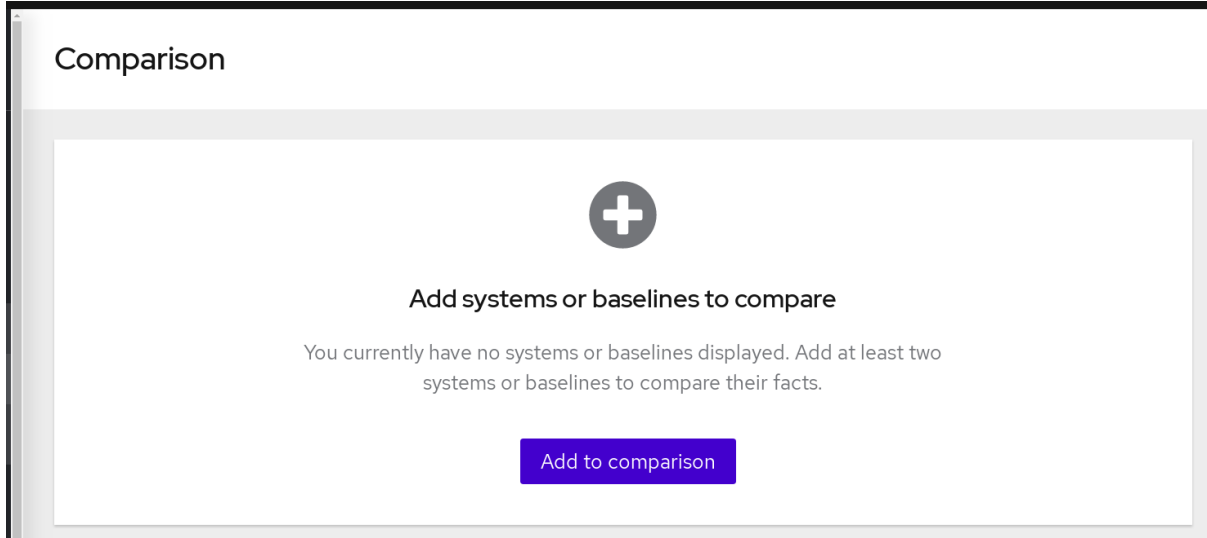 Comparison
Add systems or baselines to compare
You currently have no systems or baselines displayed. Add at least two
systems or baselines to compare their facts.
Add to comparison